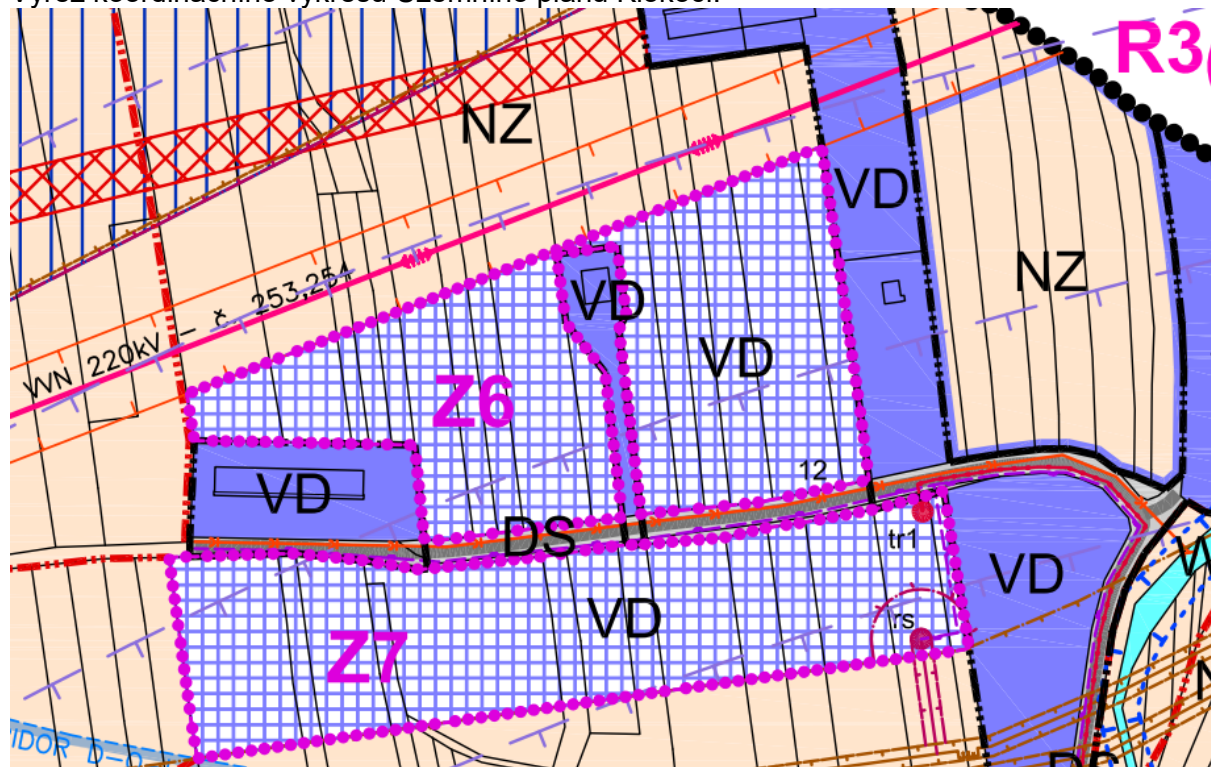 R3
NZ
VD
NZ
VVN 220kV – č. 253,254
VD
VD
Z6
12
VD
DS
tr1
VD
VD
rs
Z7